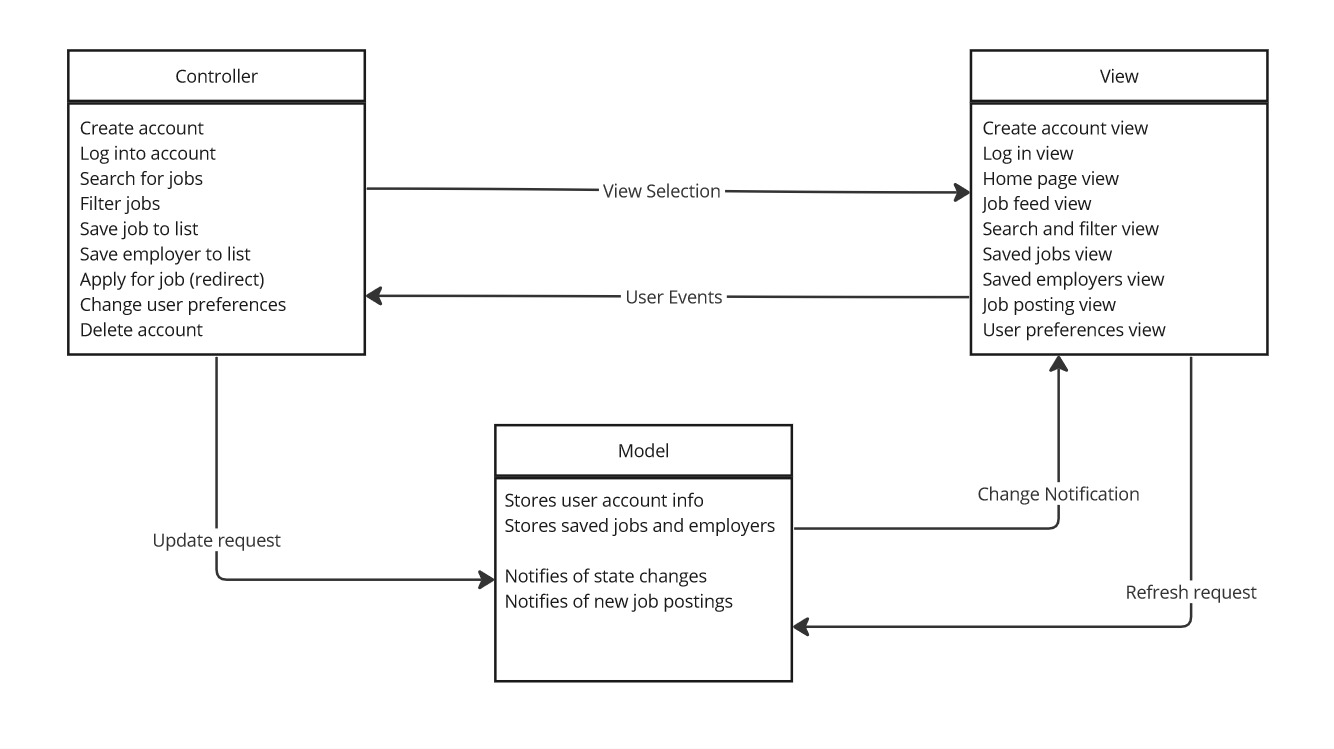 Controller
Create account
Log into account
Search for jobs
Filter jobs
Save job to list
Save employer to list
Apply for job (redirect)
Change user preferences
Delete account
View Selection
User Events
View
Create account view
Log in view
Home page view
Job feed view
Search and filter view
Saved jobs view
Saved employers view
Job posting view
User preferences view
Update request
Model
Stores user account info
Stores saved jobs and employers
Notifies of state changes
Notifies of new job postings
Change Notification
Refresh request